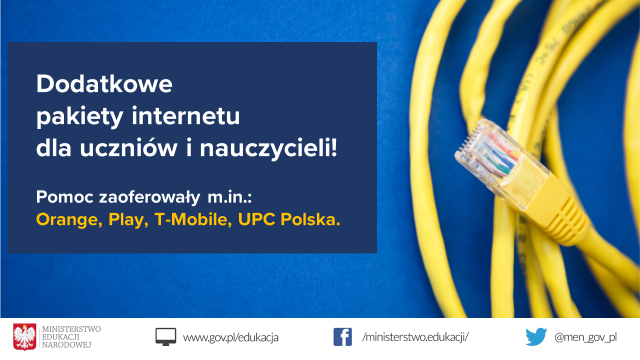 Dodatkowe
pakiety internetu
dla uczniów i nauczycieli!
Pomoc zaoferowały m.in.:
Orange, Play, T-Mobile, UPC Polska.
MINISTERSTWO
EDUKACJI
NARODOWEJ
www.gov.pl/edukacja
/ministerstwo.edukacji/
@men_gov_pl